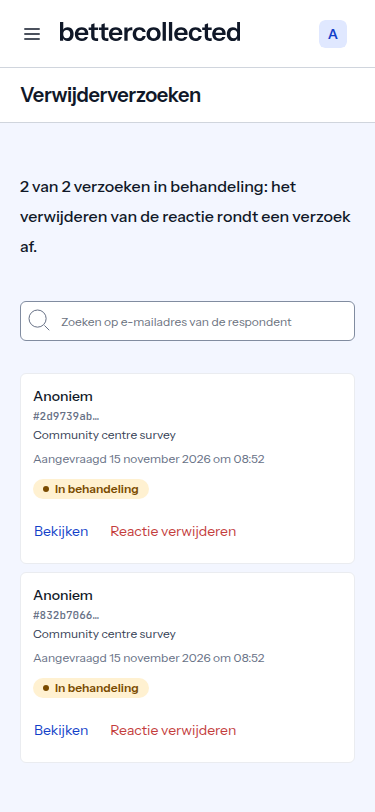 bettercollected
A
Verwijderverzoeken
2 van 2 verzoeken in behandeling: het
verwijderen van de reactie rondt een verzoek
af.
Zoeken op e-mailadres van de respondent
Anoniem
#2d9739ab…
Community centre survey
Aangevraagd 15 november 2026 om 08:52
In behandeling
Bekijken Reactie verwijderen
Anoniem
#832b7066…
Community centre survey
Aangevraagd 15 november 2026 om 08:52
In behandeling
Bekijken Reactie verwijderen